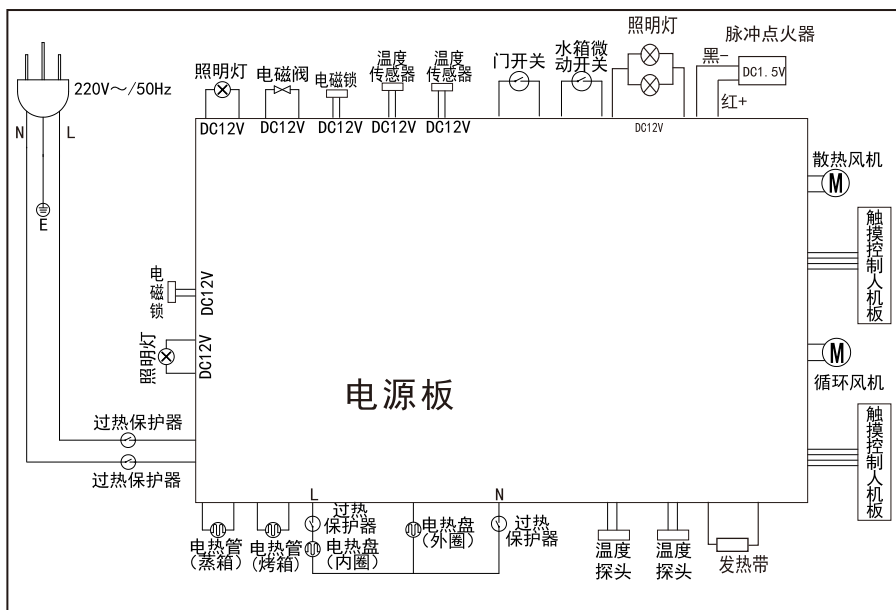 220V～/50Hz
N
L
E
照明灯
DC12V
电磁阀
DC12V
电磁锁
DC12V
温度
传感器
DC12V
温度
传感器
DC12V
门开关
水箱微
动开关
照明灯
DC12V
脉冲点火器
黑-
DC1.5V
红+
散热风机
M
触摸控制人机板
电磁锁
DC12V
照明灯
DC12V
M
循环风机
电源板
触摸控制人机板
过热保护器
过热保护器
L
N
电热管
(蒸箱)
电热管
(烤箱)
过热
保护器
电热盘
(内圈)
电热盘
(外圈)
过热
保护器
温度
探头
温度
探头
发热带